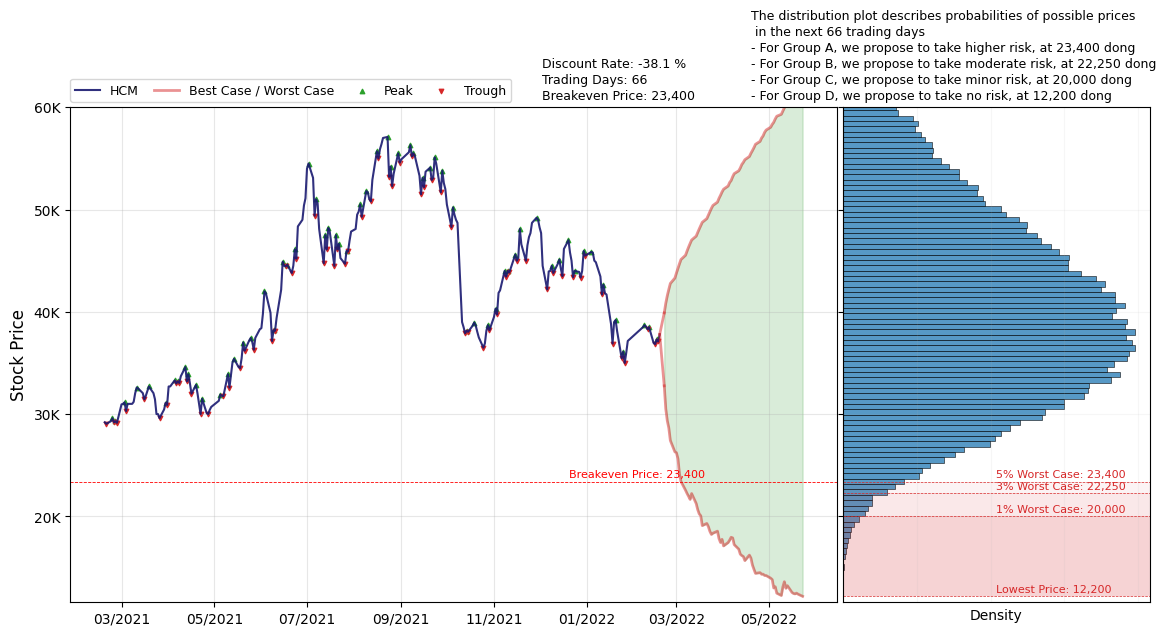 The distribution plot describes probabilities of possible prices
in the next 66 trading days
- For Group A, we propose to take higher risk, at 23,400 dong
- For Group B, we propose to take moderate risk, at 22,250 dong
- For Group C, we propose to take minor risk, at 20,000 dong
- For Group D, we propose to take no risk, at 12,200 dong
Discount Rate: -38.1 %
Trading Days: 66
Breakeven Price: 23,400
HCM
Best Case / Worst Case
Peak
Trough
Stock Price
60K
50K
40K
30K
20K
Breakeven Price: 23,400
5% Worst Case: 23,400
3% Worst Case: 22,250
1% Worst Case: 20,000
Lowest Price: 12,200
03/2021
05/2021
07/2021
09/2021
11/2021
01/2022
03/2022
05/2022
Density